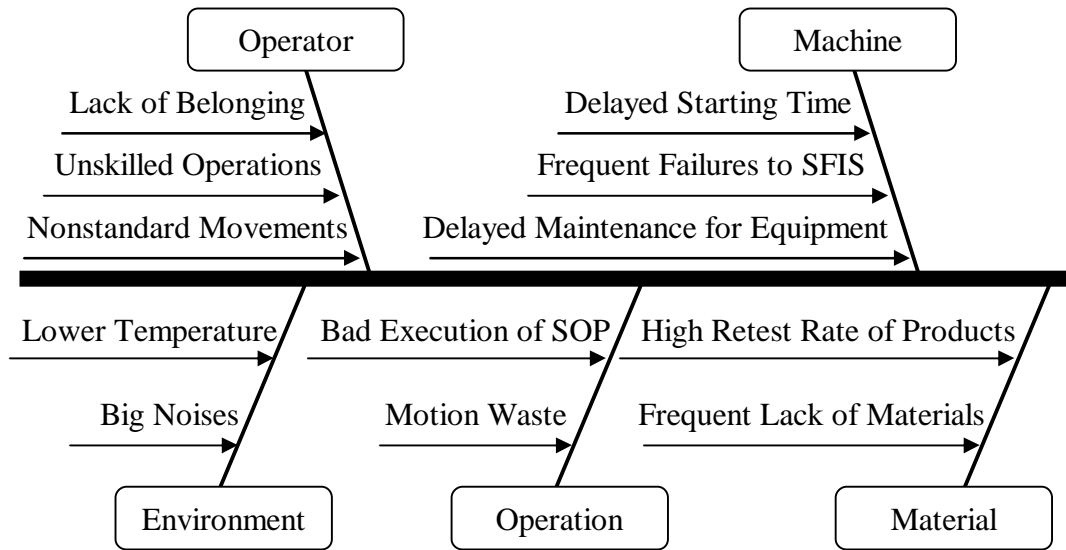 Operator
Machine
Lack of Belonging
Delayed Starting Time
Unskilled Operations
Frequent Failures to SFIS
Nonstandard Movements
Delayed Maintenance for Equipment
Lower Temperature
Bad Execution of SOP
High Retest Rate of Products
Big Noises
Motion Waste
Frequent Lack of Materials
Environment
Operation
Material